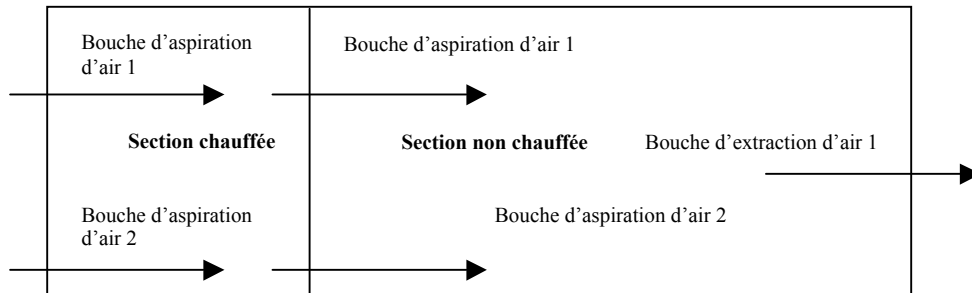 Bouche d’aspiration
d’air 1
Bouche d’aspiration d’air 1
Section chauffée
Section non chauffée
Bouche d’extraction d’air 1
Bouche d’aspiration
d’air 2
Bouche d’aspiration d’air 2